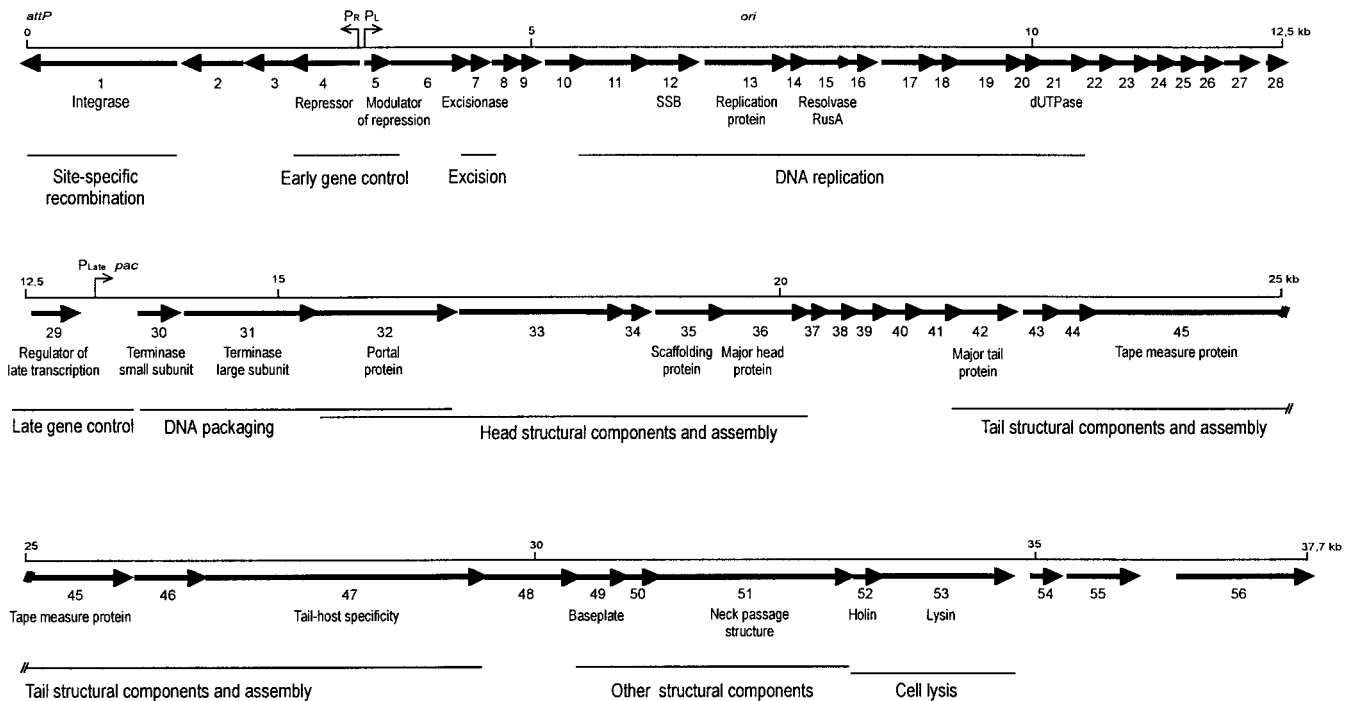 attP PR PL ori
0 5 10 12,5 kb
1 2 3 4 5 6 7 8 9 10 11 12 13 14 15 16 17 18 19 20 21 22 23 24 25 26 27 28
Integrase Repressor Modulator Excisionase SSB Replication Resolvase dUTPase
of repression protein RusA
Site-specific Early gene control Excision DNA replication
recombination
PLate pac
12,5 15 20 25 kb
29 30 31 32 33 34 35 36 37 38 39 40 41 42 43 44 45
Regulator of Terminase Terminase Portal Scaffolding Major head Major tail Tape measure protein
late transcription small subunit large subunit protein protein protein protein
Late gene control DNA packaging Head structural components and assembly Tail structural components and assembly
25 30 35 37,7 kb
45 46 47 48 49 50 51 52 53 54 55 56
Tape measure protein Tail-host specificity Baseplate Neck passage Holin Lysin
structure
Tail structural components and assembly Other structural components Cell lysis